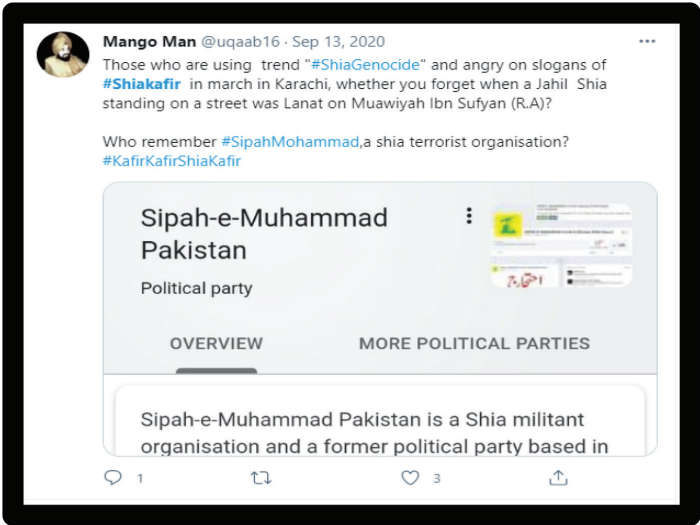 Mango Man @uqaab16 · Sep 13, 2020
Those who are using trend "#ShiaGenocide" and angry on slogans of
#Shiakafir in march in Karachi, whether you forget when a Jahil Shia
standing on a street was Lanat on Muawiyah Ibn Sufyan (R.A)?
Who remember #SipahMohammad,a shia terrorist organisation?
#KafirKafirShiaKafir
Sipah-e-Muhammad
Pakistan
Political party
OVERVIEW MORE POLITICAL PARTIES
Sipah-e-Muhammad Pakistan is a Shia militant
organisation and a former political party based in
1 3